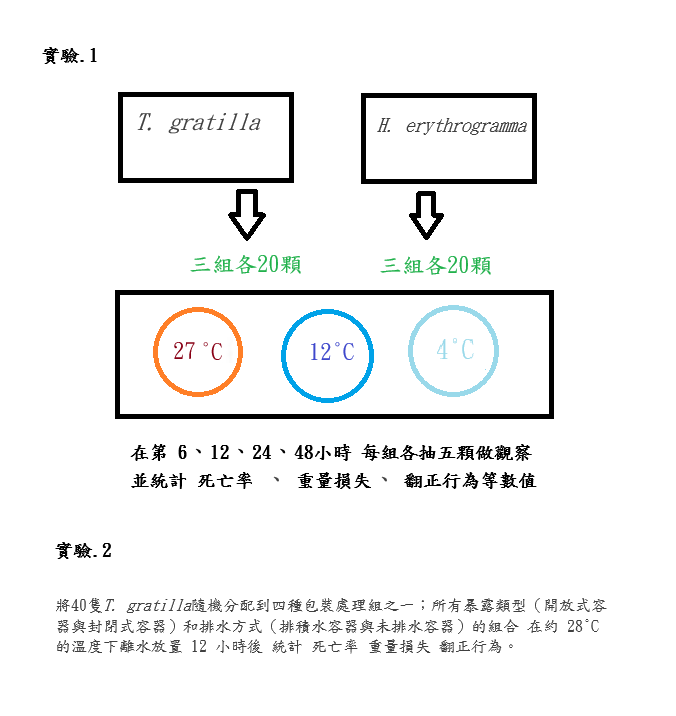 實驗.1
T. gratilla
H. erythrogramma
三組各20顆
三組各20顆
27 °C
12°C
4°C
在第 6、12、24、48小時 每組各抽五顆做觀察
並統計 死亡率 、 重量損失、 翻正行為等數值
實驗.2
將40隻T. gratilla隨機分配到四種包裝處理組之一；所有暴露類型（開放式容
器與封閉式容器）和排水方式（排積水容器與未排水容器）的組合 在約 28°C
的溫度下離水放置 12 小時後 統計 死亡率 重量損失 翻正行為。